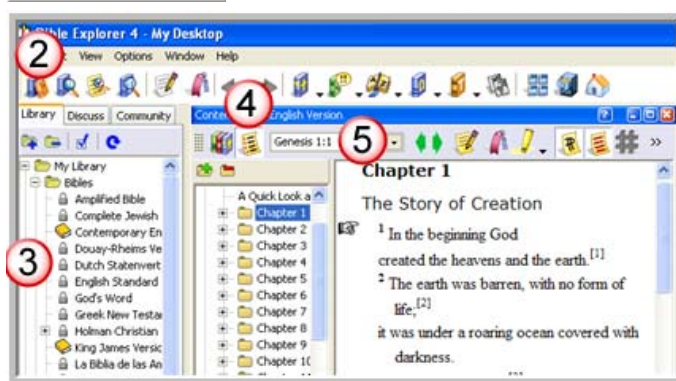 Bible Explorer 4 - My Desktop
2
View Options Window Help
Library Discuss Community
4
English Version
Genesis 1:1
5
My Library
Bibles
Amplified Bible
Complete Jewish
Contemporary En
Douay-Rheims Ve
3
Dutch Statenvert
English Standard
God's Word
Greek New Testar
Holman Christian
King James Versic
La Biblia de las An
A Quick Look a
Chapter 1
Chapter 2
Chapter 3
Chapter 4
Chapter 5
Chapter 6
Chapter 7
Chapter 8
Chapter 9
Chapter 1(
Chapter 1
The Story of Creation
1 In the beginning God
created the heavens and the earth.[1]
2 The earth was barren, with no form of
life;[2]
it was under a roaring ocean covered with
darkness.